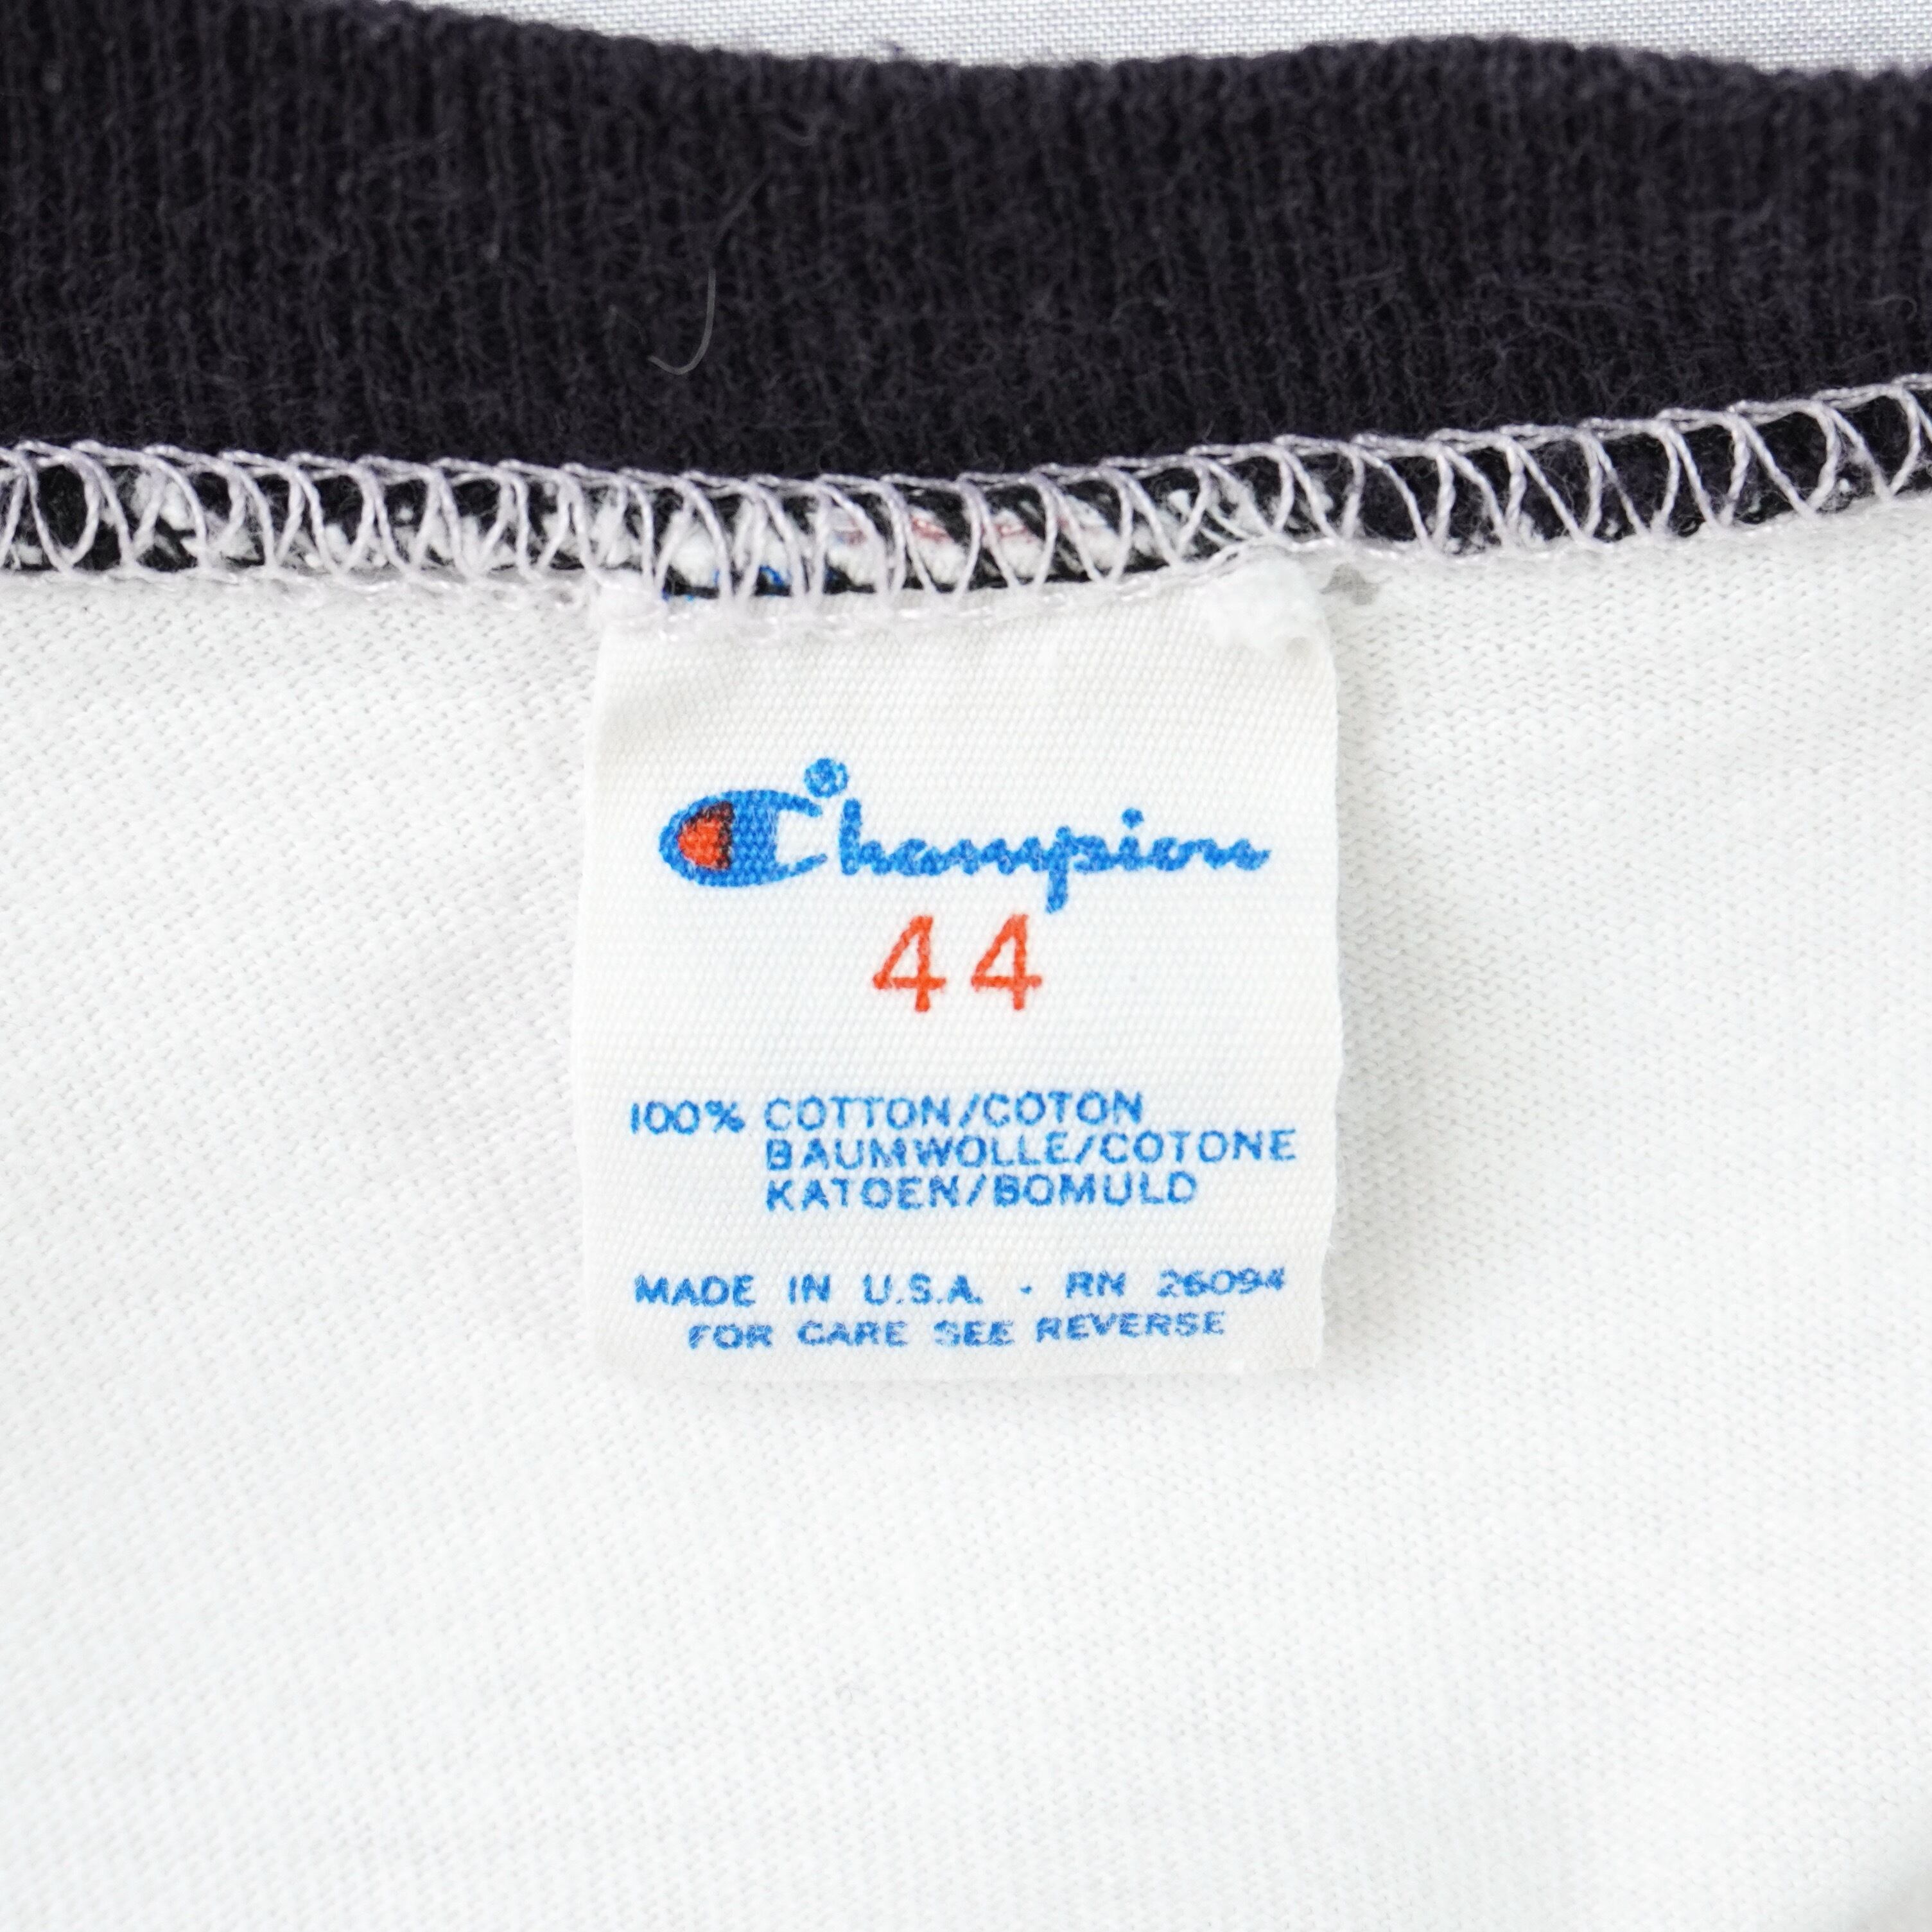 Champion®
44
100% COTTON/COTON
BAUMWOLLE/COTONE
KATOEN/BOMULD
MADE IN U.S.A. · RN 26094
FOR CARE SEE REVERSE